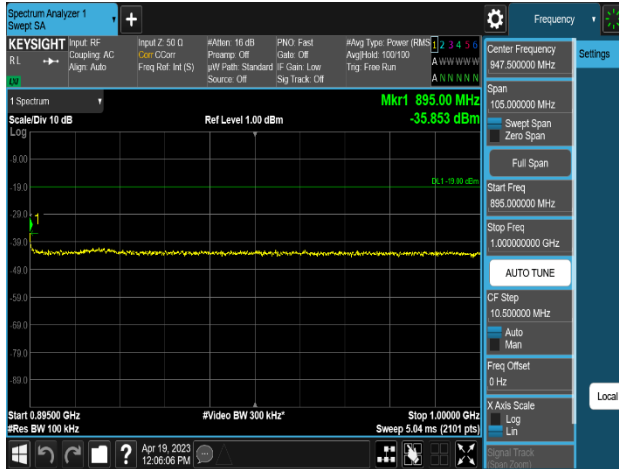 Spectrum Analyzer 1
Swept SA
Frequency
Settings
KEYSIGHT
RL
Input: RF
Coupling: AC
Align: Auto
Input Z: 50 Ω
Corr CCorr
Freq Ref: Int (S)
#Atten: 16 dB
Preamp: Off
µW Path: Standard
Source: Off
PNO: Fast
Gate: Off
IF Gain: Low
Sig Track: Off
#Avg Type: Power (RMS
Avg|Hold: 100/100
Trig: Free Run
1 2 3 4 5 6
A W W W W W
A N N N N N
1 Spectrum
Scale/Div 10 dB
Log
Ref Level 1.00 dBm
Mkr1 895.00 MHz
-35.853 dBm
DL1 -19.00 dBm
1
-9.00
-19.0
-29.0
-39.0
-49.0
-59.0
-69.0
-79.0
-89.0
Start 0.89500 GHz
#Res BW 100 kHz
#Video BW 300 kHz*
Stop 1.00000 GHz
Sweep 5.04 ms (2101 pts)
Apr 19, 2023
12:06:06 PM
Center Frequency
947.500000 MHz
Span
105.000000 MHz
Swept Span
Zero Span
Full Span
Start Freq
895.000000 MHz
Stop Freq
1.000000000 GHz
AUTO TUNE
CF Step
10.500000 MHz
Auto
Man
Freq Offset
0 Hz
X Axis Scale
Log
Lin
Signal Track
(Span Zoom)
Local